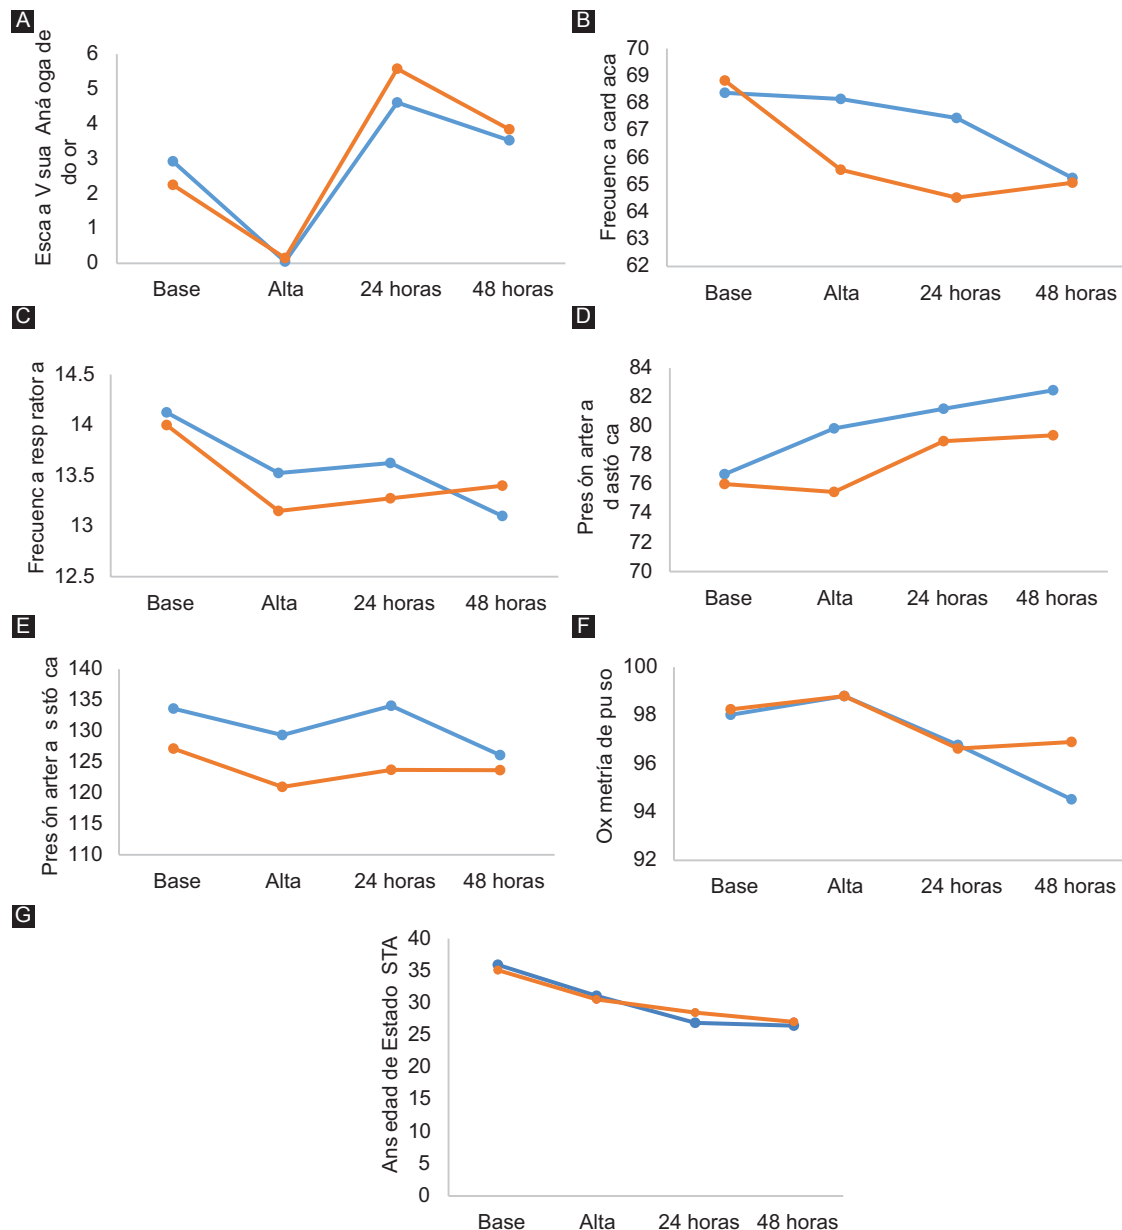 A
Esca a V sua Aná oga de
do or
6
5
4
3
2
1
0
Base Alta 24 horas 48 horas
B
Frecuenc a card aca
70
69
68
67
66
65
64
63
62
Base Alta 24 horas 48 horas
C
Frecuenc a resp rator a
14.5
14
13.5
13
12.5
Base Alta 24 horas 48 horas
D
Pres ón arter a
d astó ca
84
82
80
78
76
74
72
70
Base Alta 24 horas 48 horas
E
Pres ón arter a s stó ca
140
135
130
125
120
115
110
Base Alta 24 horas 48 horas
F
Ox metría de pu so
100
98
96
94
92
Base Alta 24 horas 48 horas
G
Ans edad de Estado STA
40
35
30
25
20
15
10
5
0
Base Alta 24 horas 48 horas